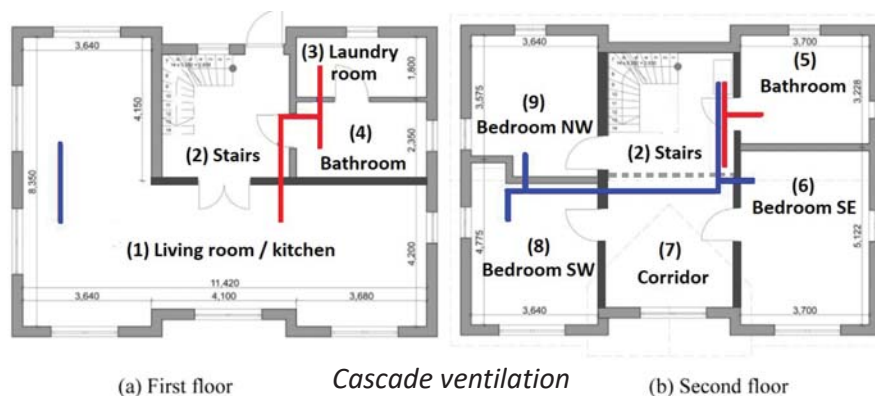 3,640
(3) Laundry
room
1,800
4,150
(4)
Bathroom
2,350
(2) Stairs
8,350
(1) Living room / kitchen
4,200
11,420
3,640
4,100
3,680
(a) First floor
Cascade ventilation
3,640
3,700
(5)
Bathroom
3,228
3,575
(9)
Bedroom NW
(2) Stairs
(6)
Bedroom SE
5,122
4,775
(8)
Bedroom SW
(7)
Corridor
3,640
3,700
(b) Second floor